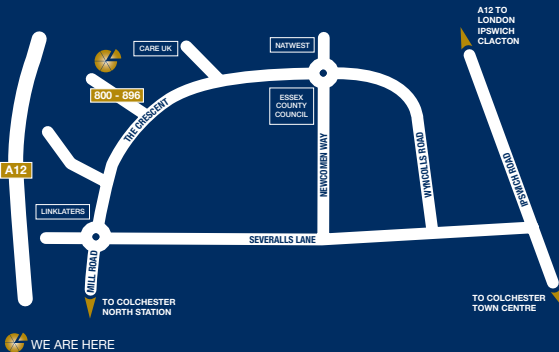 A12 TO
LONDON
IPSWICH
CLACTON
CARE UK
NATWEST
800 - 896
ESSEX
COUNTY
COUNCIL
THE CRESCENT
NEWCOMEN WAY
WYNCOLLS ROAD
IPSWICH ROAD
A12
LINKLATERS
SEVERALLS LANE
MILL ROAD
TO COLCHESTER
NORTH STATION
TO COLCHESTER
TOWN CENTRE
WE ARE HERE